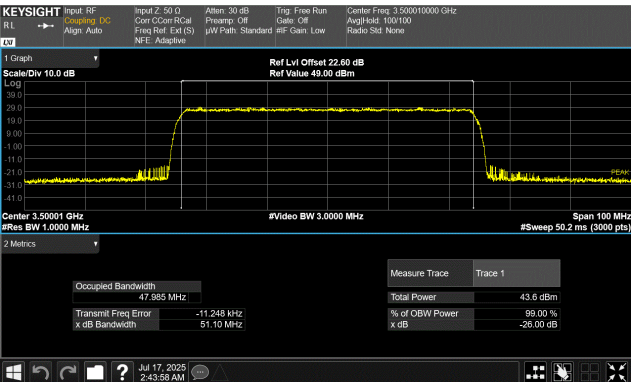 KEYSIGHT Input: RF Input Z: 50 Ω Atten: 30 dB Trig: Free Run Center Freq: 3.500010000 GHz
RL Coupling: DC Corr CCorr RCal Preamp: Off Gate: Off Avg|Hold: 100/100
Align: Auto Freq Ref: Ext (S) µW Path: Standard #IF Gain: Low Radio Std: None
NFE: Adaptive
LXI
1 Graph
Scale/Div 10.0 dB
Ref Lvl Offset 22.60 dB
Ref Value 49.00 dBm
Log
39.0
29.0
19.0
9.00
-1.00
-11.0
-21.0
-31.0
-41.0
PEAK
Center 3.50001 GHz #Video BW 3.0000 MHz Span 100 MHz
#Res BW 1.0000 MHz #Sweep 50.2 ms (3000 pts)
2 Metrics
Occupied Bandwidth
47.985 MHz
Transmit Freq Error -11.248 kHz
x dB Bandwidth 51.10 MHz
Measure Trace Trace 1
Total Power 43.6 dBm
% of OBW Power 99.00 %
x dB -26.00 dB
? Jul 17, 2025
2:43:58 AM